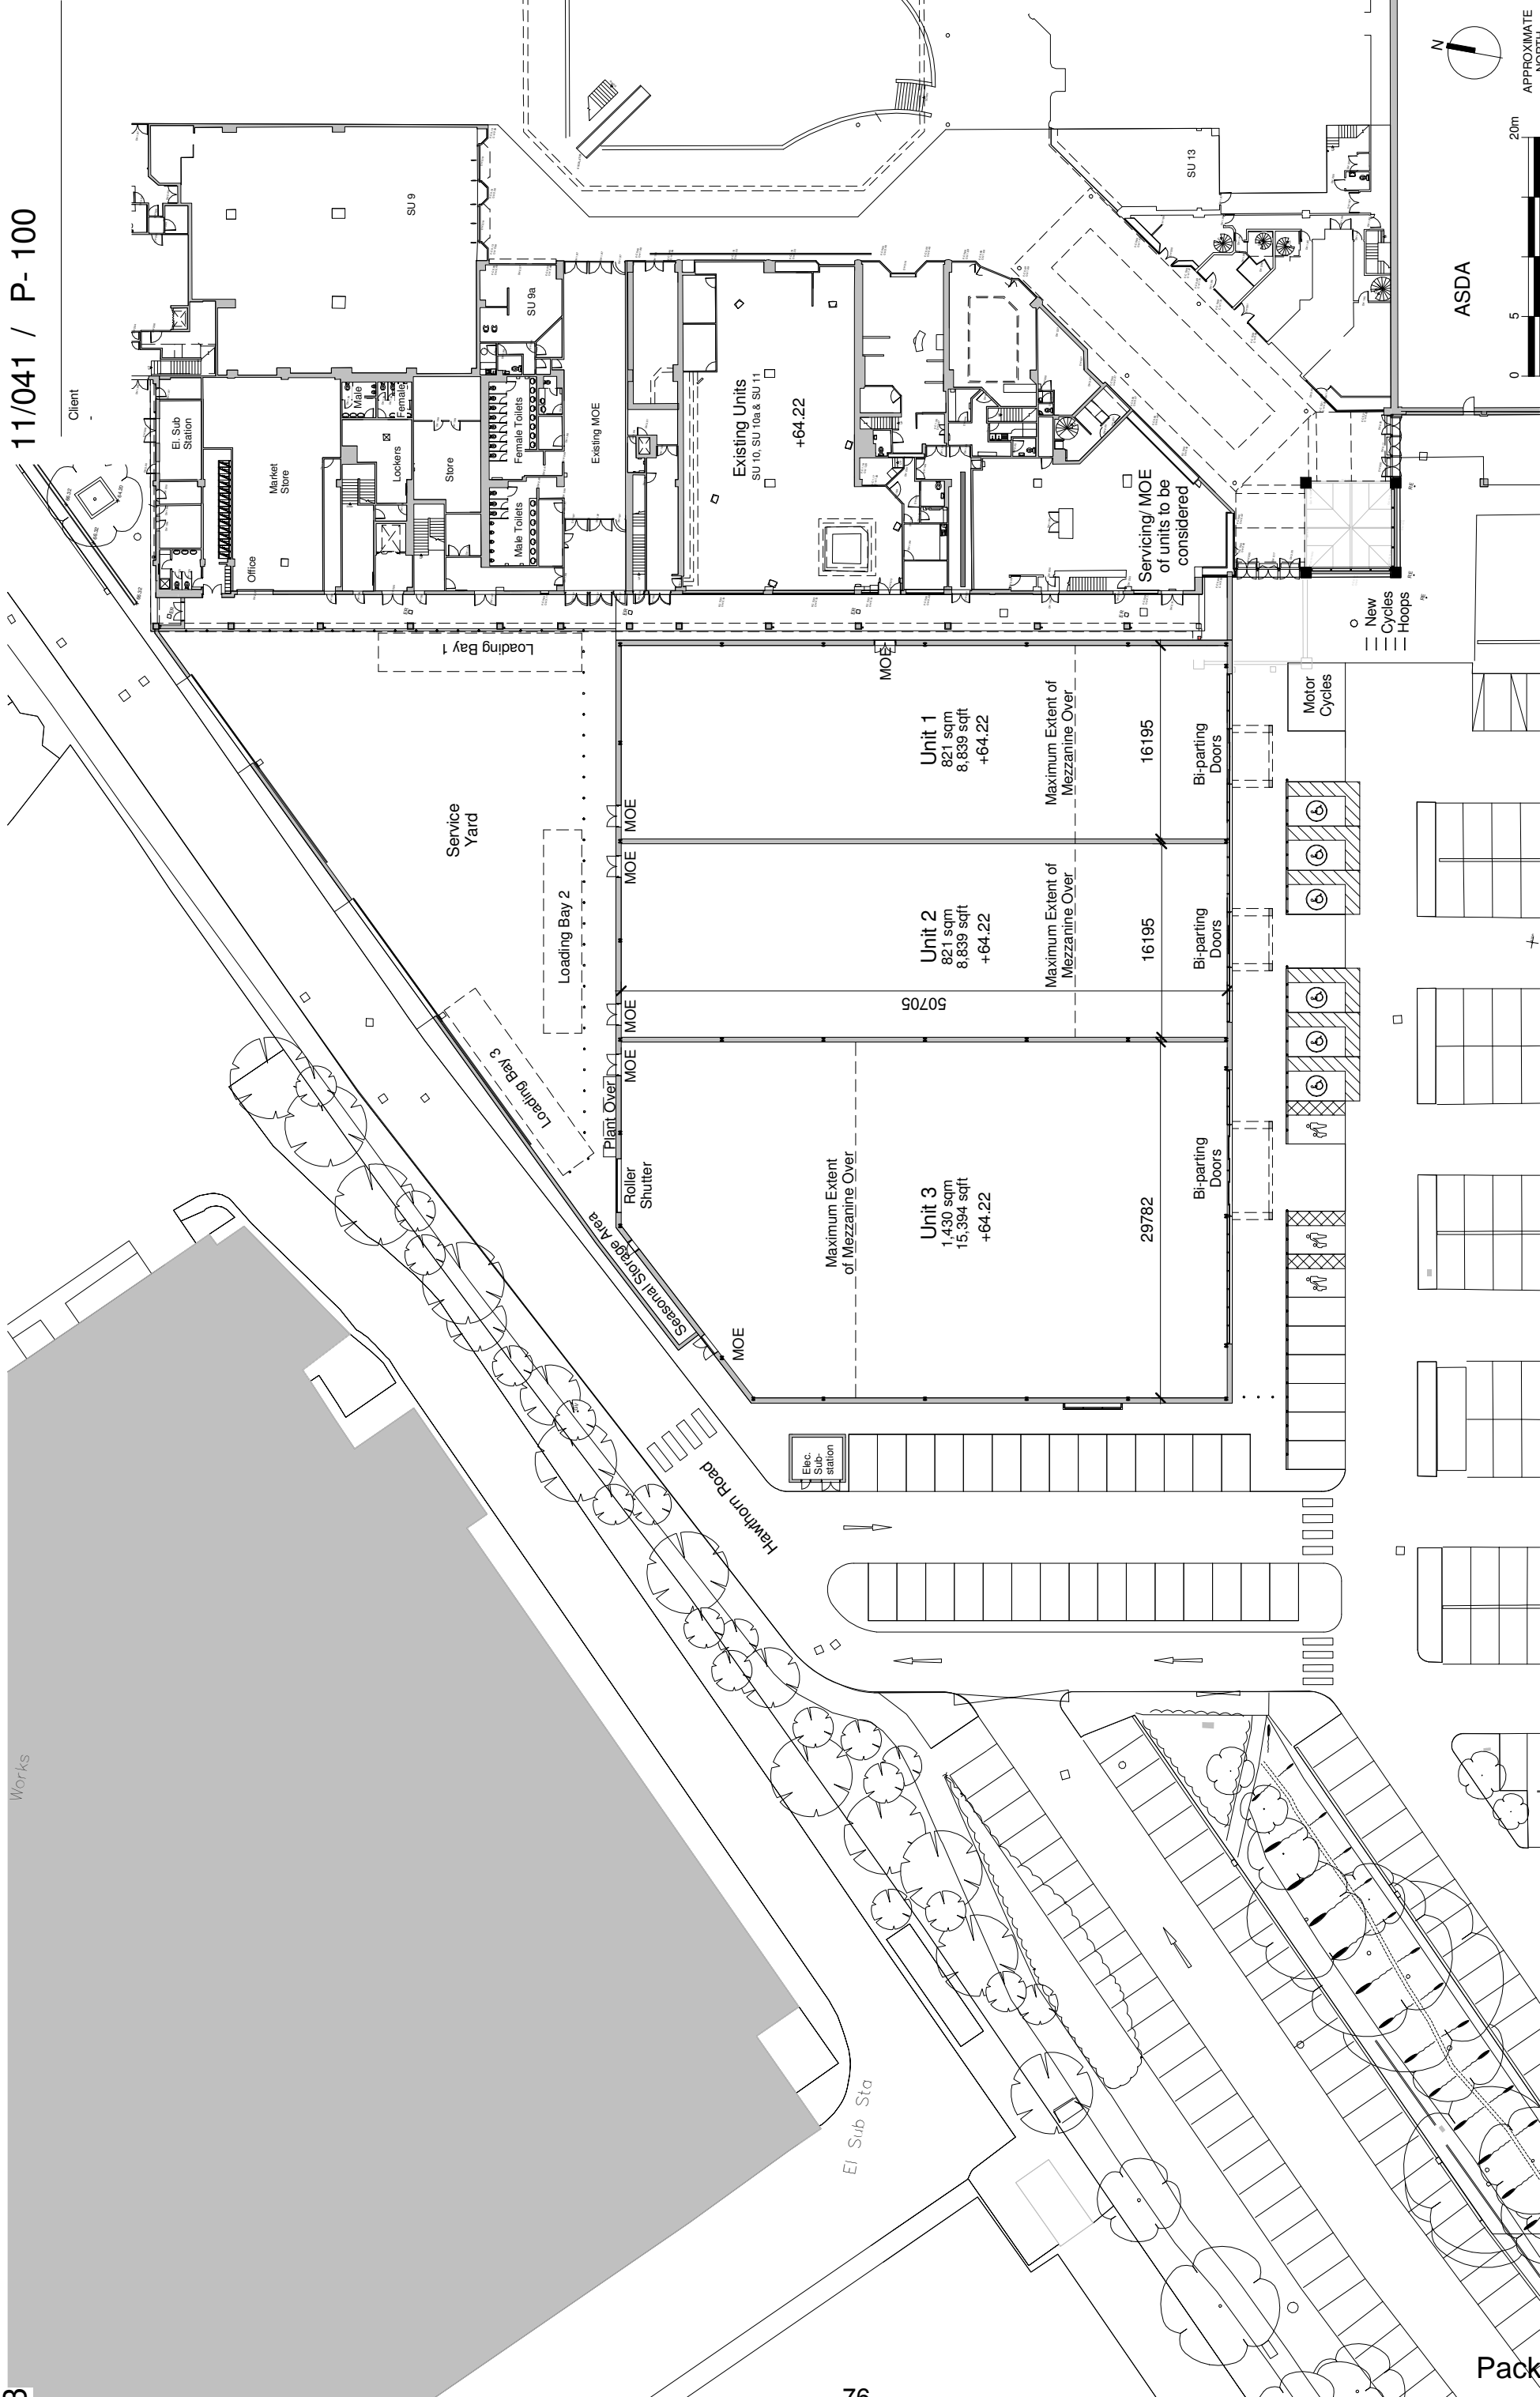 11/041 / P- 100
Client
-
N
APPROXIMATE
NORTH
0
5
20m
ASDA
SU 13
SU 9
SU 9a
El. Sub
Station
Market
Store
Office
Male
Female
Lockers
Store
Female Toilets
Male Toilets
Existing MOE
Existing Units
SU 10, SU 10a & SU 11
+64.22
Servicing/ MOE
of units to be
considered
New
Cycles
Hoops
Motor
Cycles
Loading Bay 1
Service
Yard
Loading Bay 2
Loading Bay 3
Plant Over
Roller
Shutter
Seasonal Storage Area
MOE
MOE
MOE
MOE
MOE
MOE
Unit 1
821 sqm
8,839 sqft
+64.22
Maximum Extent of
Mezzanine Over
16195
Bi-parting
Doors
Unit 2
821 sqm
8,839 sqft
+64.22
Maximum Extent of
Mezzanine Over
16195
Bi-parting
Doors
50705
Unit 3
1,430 sqm
15,394 sqft
+64.22
Maximum Extent
of Mezzanine Over
29782
Bi-parting
Doors
Elec.
Sub-
station
Hawthorn Road
Works
El Sub Sta
76
Pack